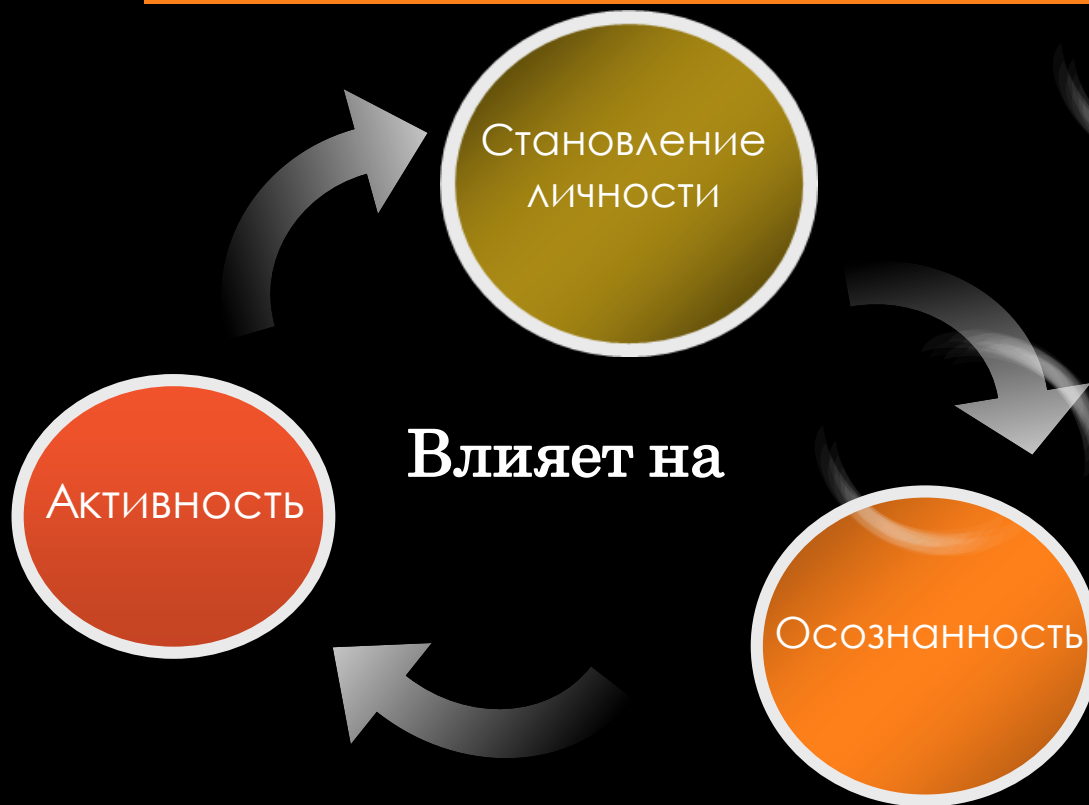 Становление
личности
Влияет на
Активность
Осознанность